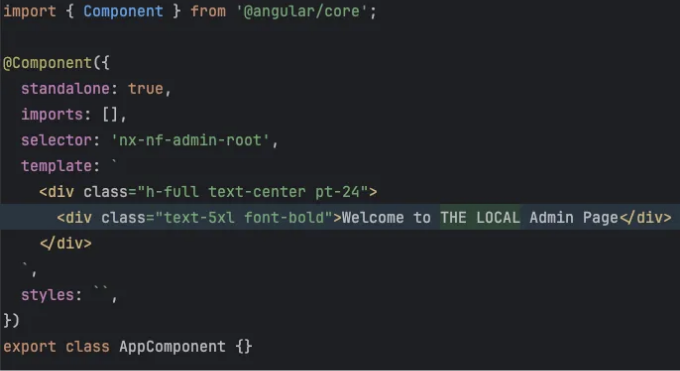 import { Component } from '@angular/core';
@Component({
standalone: true,
imports: [],
selector: 'nx-nf-admin-root',
template: `
<div class="h-full text-center pt-24">
<div class="text-5xl font-bold">Welcome to THE LOCAL Admin Page</div>
</div>
`,
styles: ``,
})
export class AppComponent {}